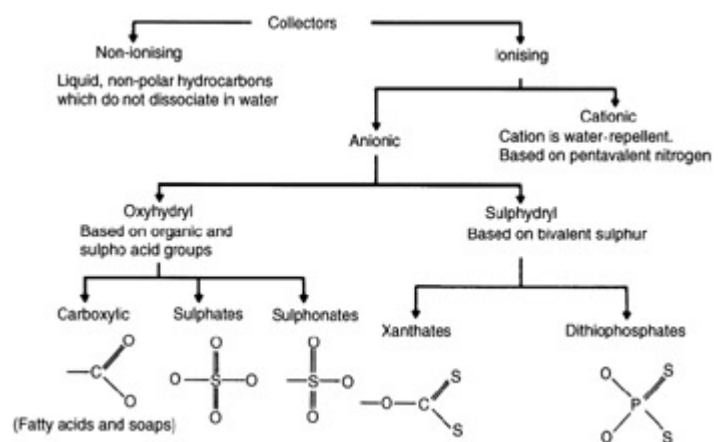 Collectors
Non-ionising
Ionising
Liquid, non-polar hydrocarbons
which do not dissociate in water
Cationic
Cation is water-repellent.
Based on pentavalent nitrogen
Anionic
Oxyhydryl
Based on organic and
sulpho acid groups
Sulphydryl
Based on bivalent sulphur
Carboxylic
Sulphates
Sulphonates
Xanthates
Dithiophosphates
O
C
O
O
O S O
O
O
S O
O
O C
S
S
O S
P
O S
(Fatty acids and soaps)